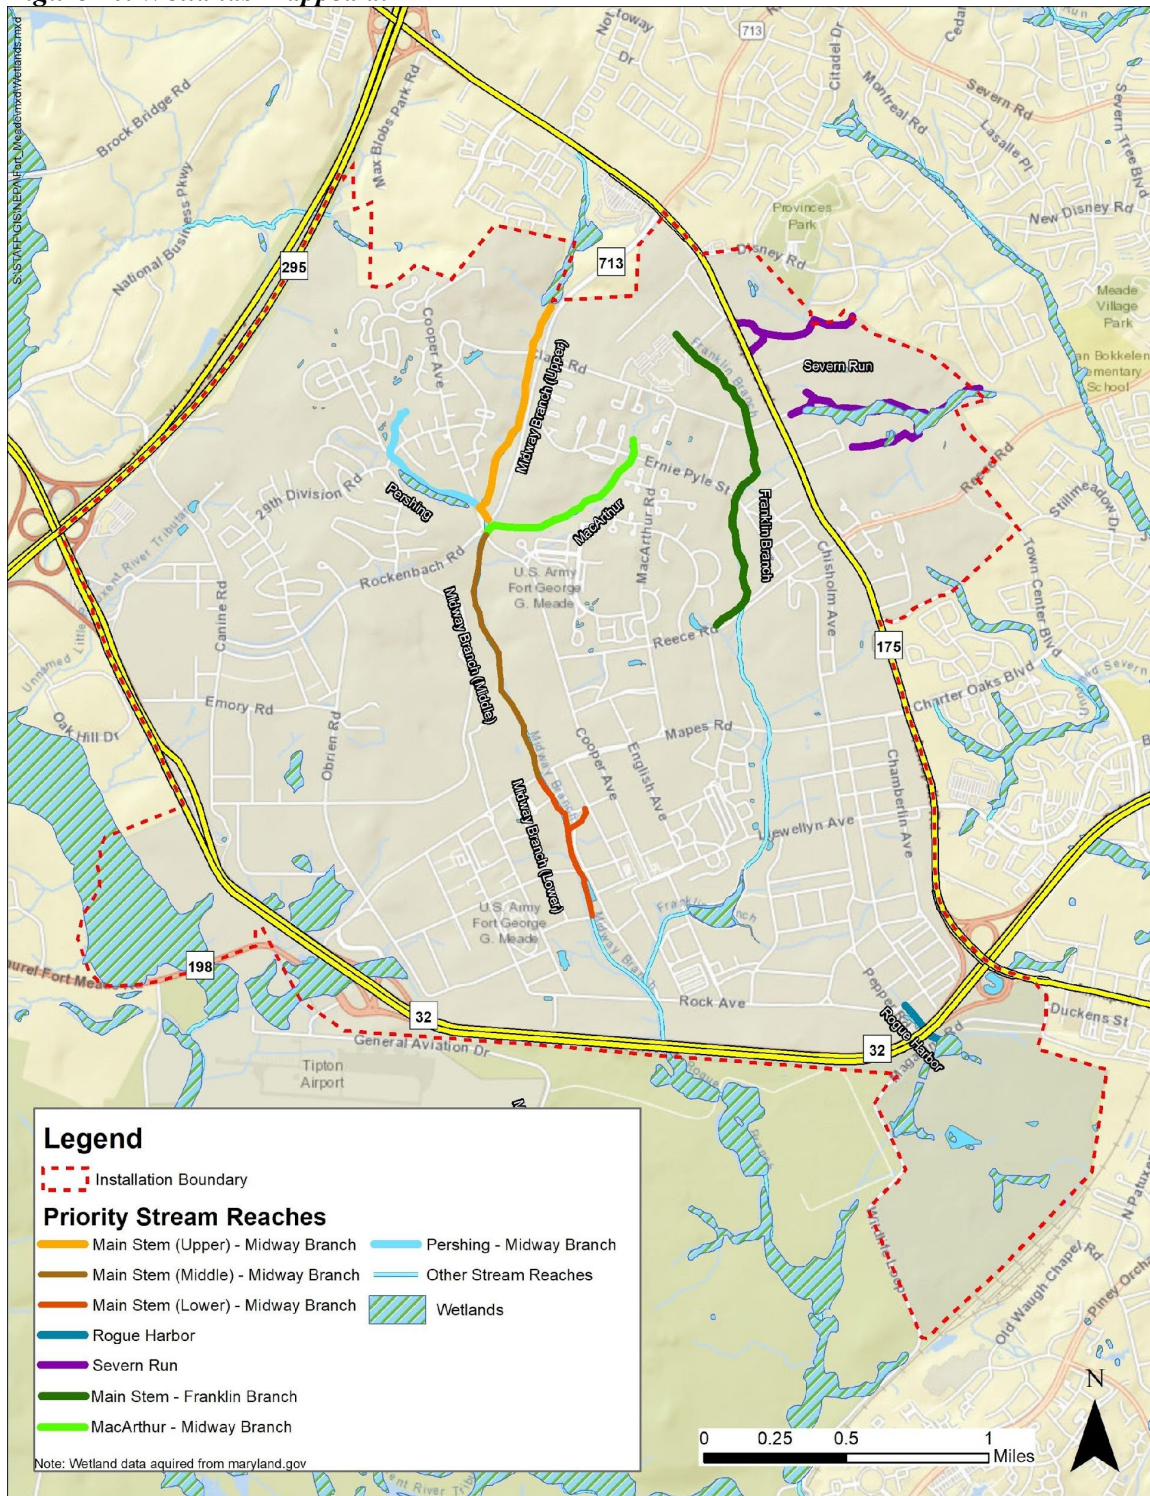 S:\STAFF\GIS\NEPA\Fort_Meade\mxd\Wetlands.mxd
Brock Bridge Rd
Max Blobs Park Rd
Dr
713
Citadel Dr
Montreal Rd
Severn Rd
Lasalle Pl
Severn Tree Blvd
National Business Pkwy
Provinces
Park
New Disney Rd
295
713
Disney Rd
Meade
Village
Park
Cooper Ave
Midway Branch (Upper)
Franklin Branch
Severn Run
Ernie Pyle St
29th Division Rd
Pershing
MacArthur
MacArthur Rd
Franklin Branch
Stillmeadow Dr
Town Center Blvd
Rockenbach Rd
U.S. Army
Fort George
G. Meade
Chisholm Ave
Canine Rd
Reece Rd
175
Midway Branch (Middle)
Charter Oaks Blvd
Oak Hill Dr
Emory Rd
Obrien Rd
Mapes Rd
Cooper Ave
English Ave
Midway Branch
Chamberlin Ave
Llewellyn Ave
Midway Branch (Lower)
U.S. Army
Fort George
G. Meade
Midway Branch
198
Rock Ave
32
Rogue Harbor
Duckens St
General Aviation Dr
32
Tipton
Airport
Rogue
Branch
Wildlife Loop
Old Waugh Chapel Rd
Legend
Installation Boundary
Priority Stream Reaches
Main Stem (Upper) - Midway Branch
Main Stem (Middle) - Midway Branch
Main Stem (Lower) - Midway Branch
Rogue Harbor
Severn Run
Main Stem - Franklin Branch
MacArthur - Midway Branch
Pershing - Midway Branch
Other Stream Reaches
Wetlands
Note: Wetland data aquired from maryland.gov
N
0 0.25 0.5 1
Miles